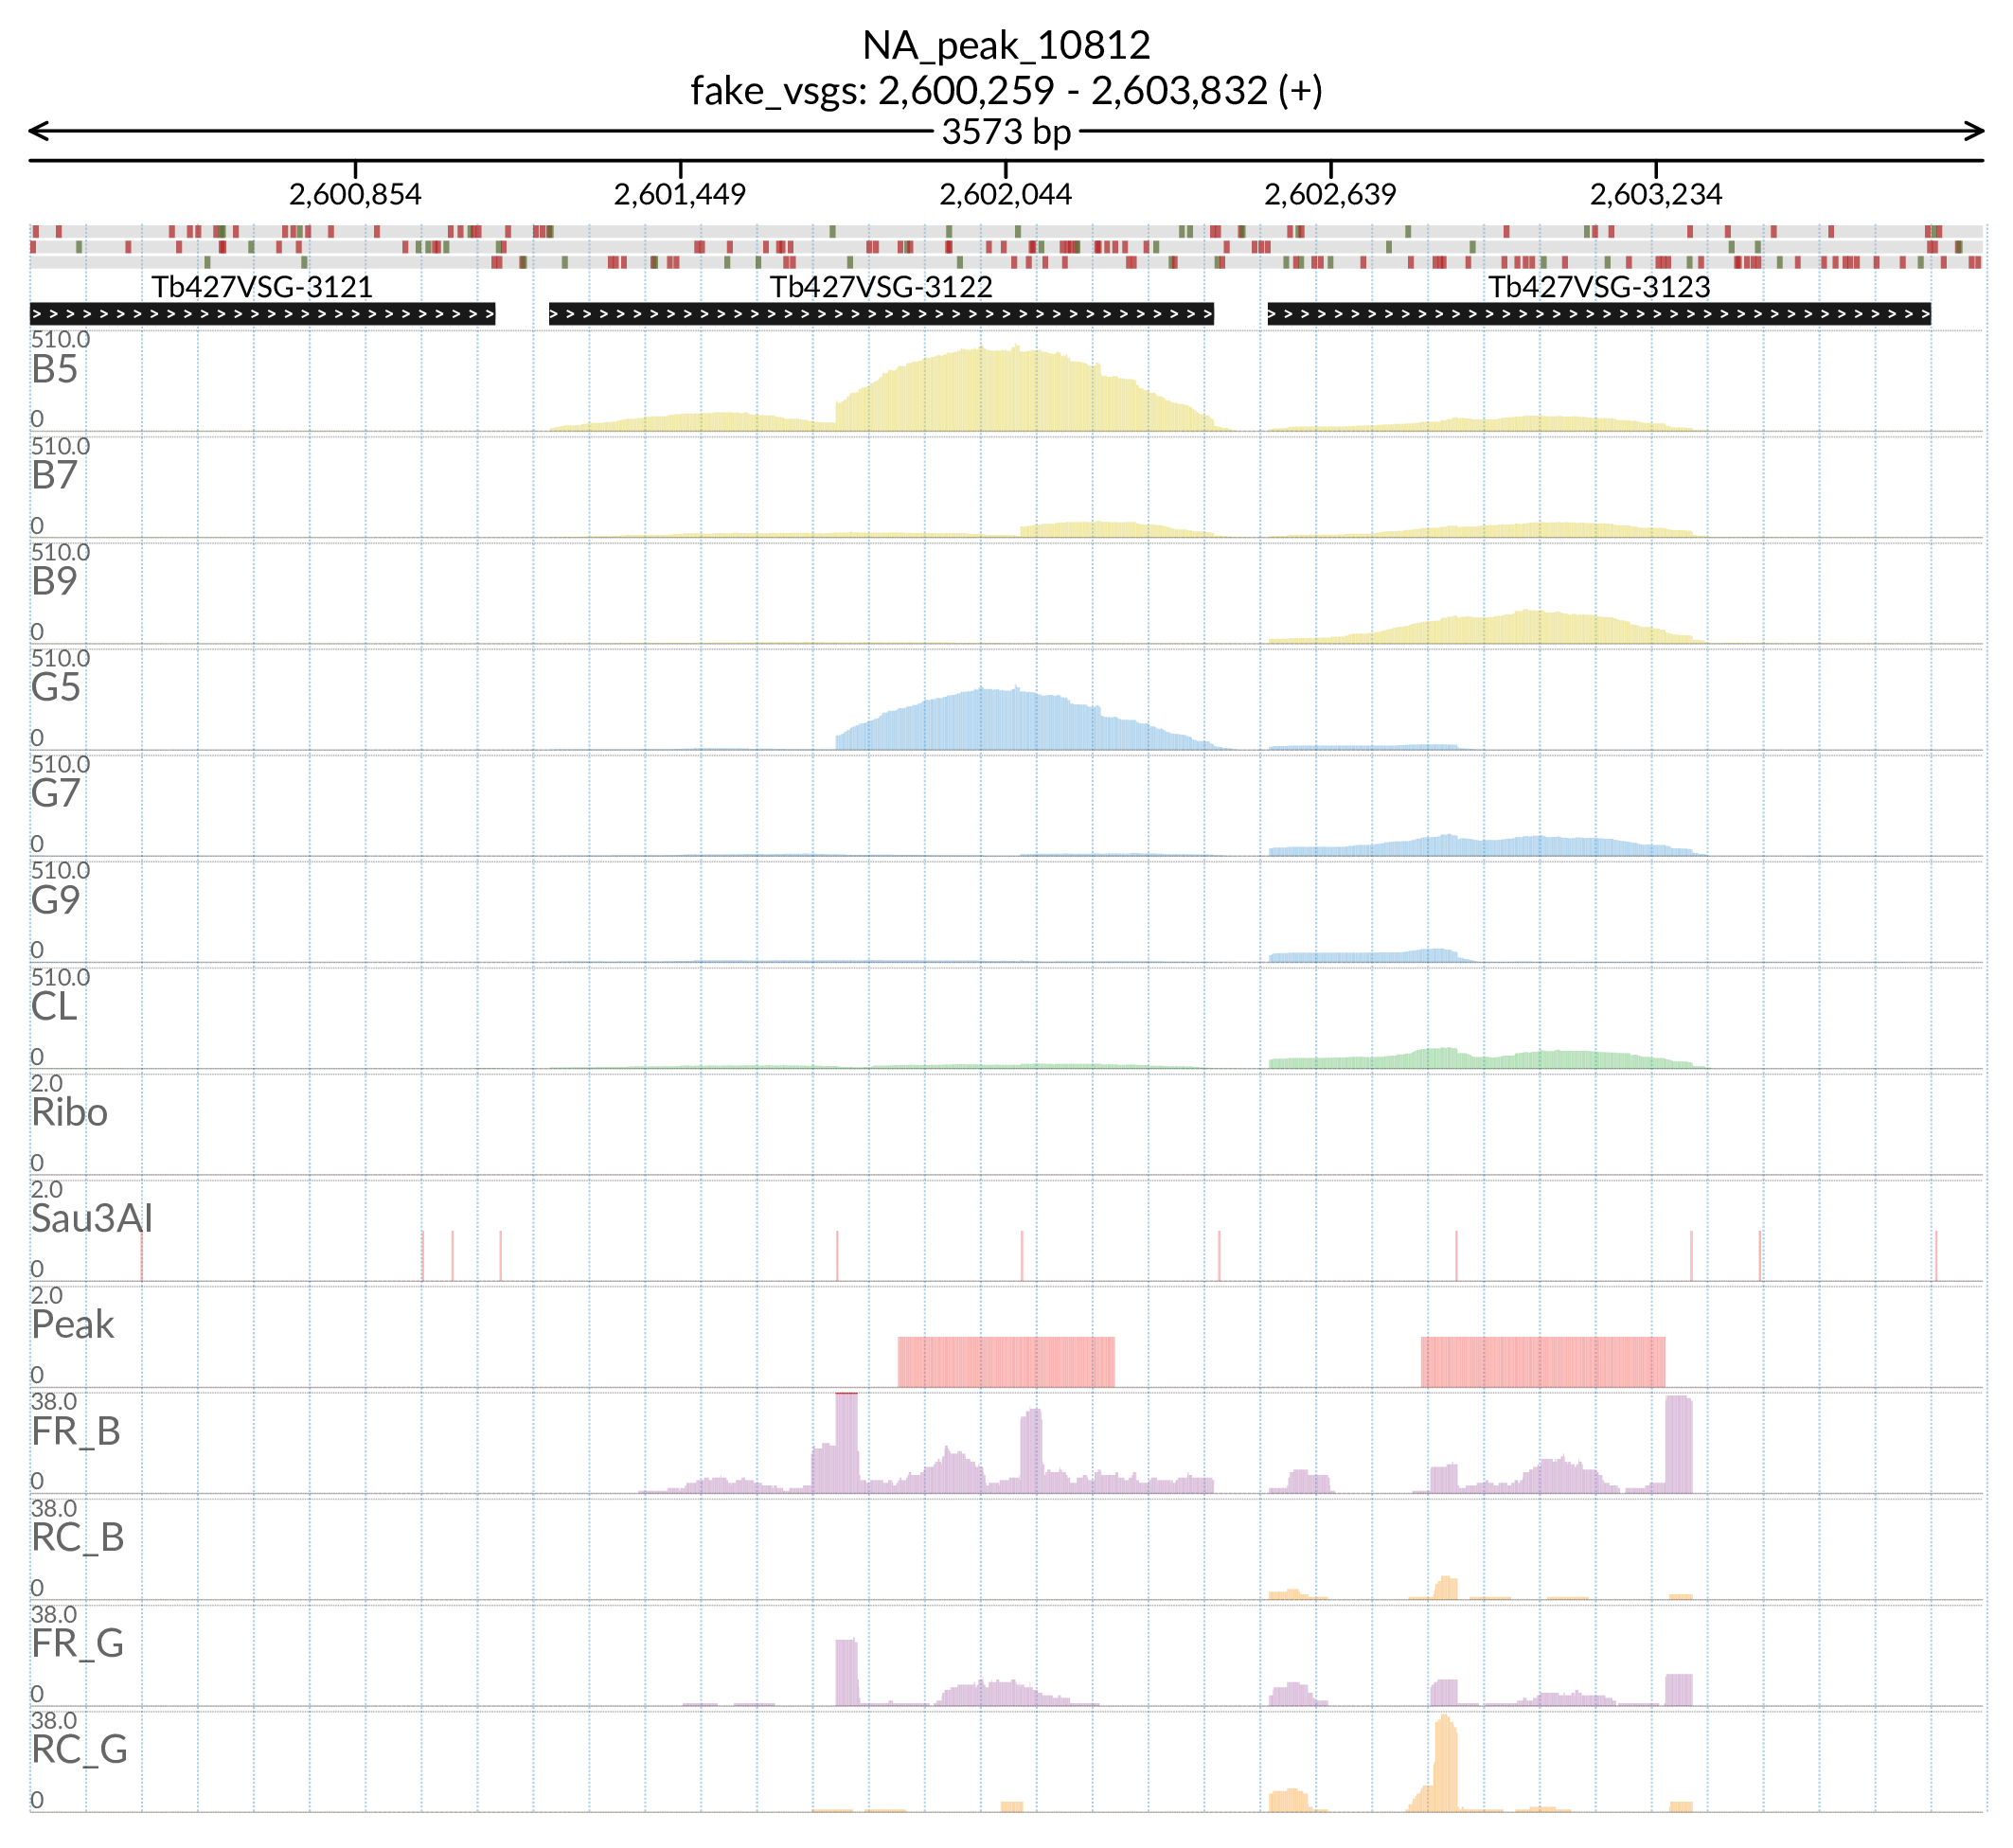 NA_peak_10812
fake_vsgs: 2,600,259 - 2,603,832 (+)
3573 bp
2,600,854 2,601,449 2,602,044 2,602,639 2,603,234
Tb427VSG-3121 Tb427VSG-3122 Tb427VSG-3123
510.0
B5
0
510.0
B7
0
510.0
B9
0
510.0
G5
0
510.0
G7
0
510.0
G9
0
510.0
CL
0
2.0
Ribo
0
2.0
Sau3AI
0
2.0
Peak
0
38.0
FR_B
0
38.0
RC_B
0
38.0
FR_G
0
38.0
RC_G
0